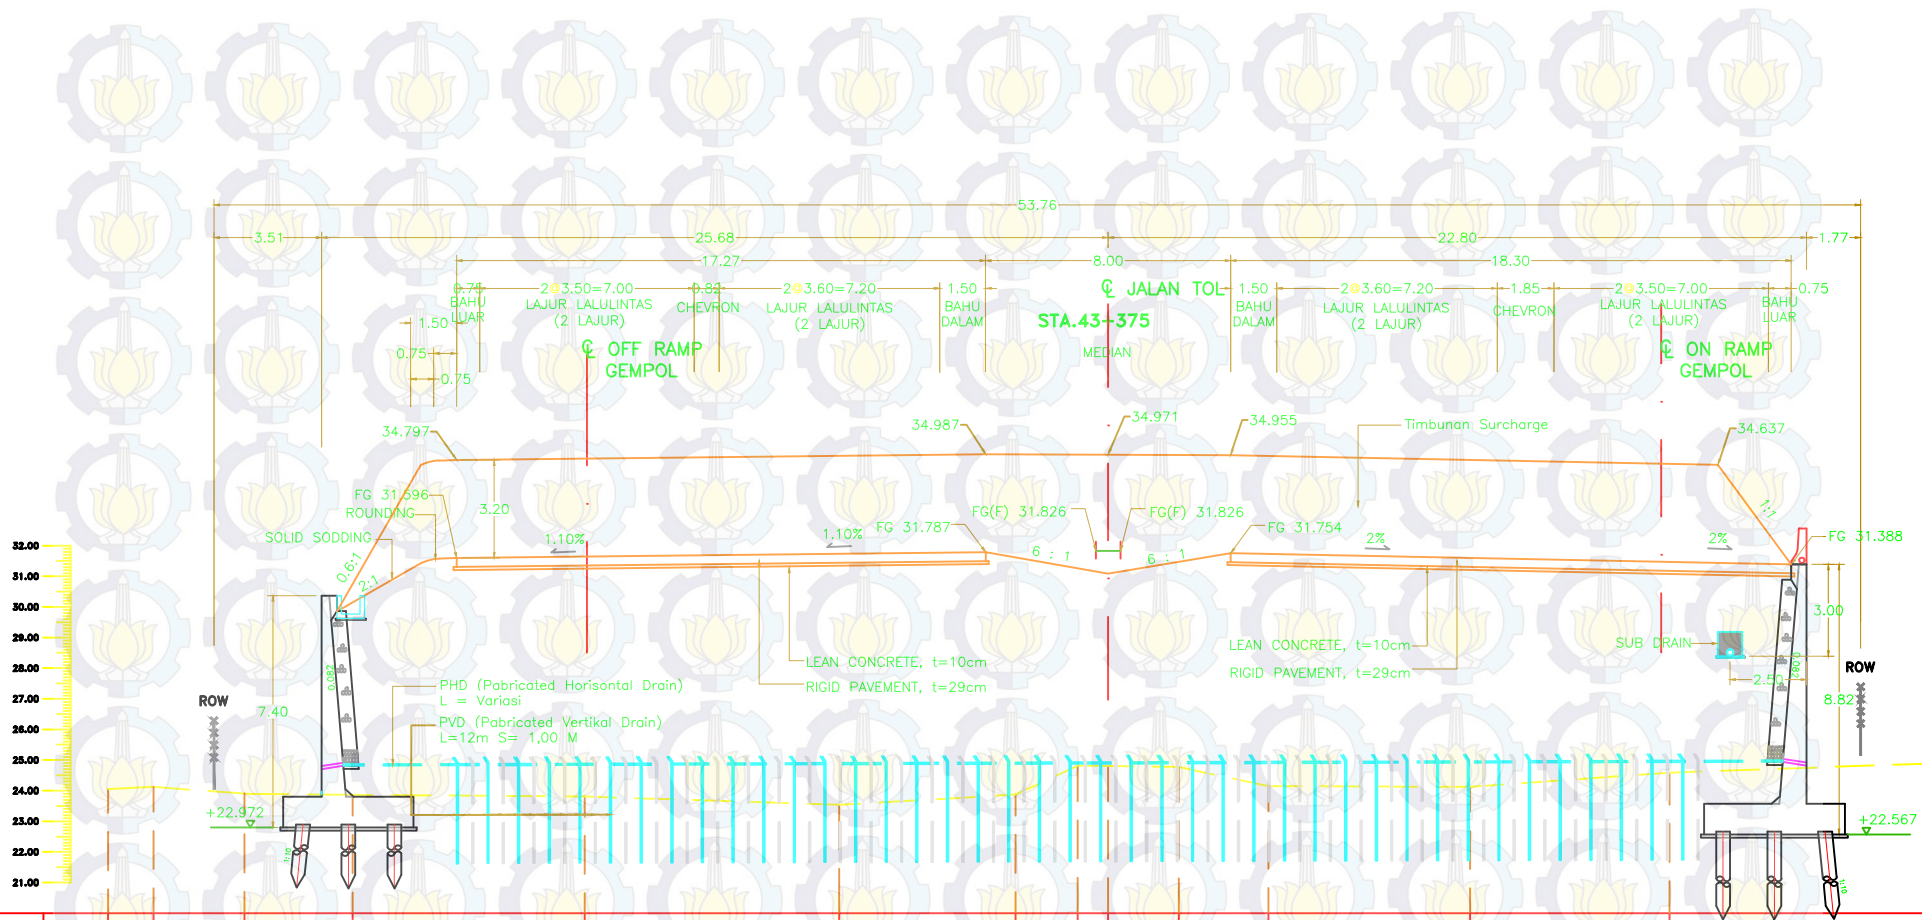 53.76
3.51
25.68
22.80
1.77
17.27
8.00
18.30
0.75
2@3.50=7.00
0.82
2@3.60=7.20
1.50
℄ JALAN TOL
1.50
2@3.60=7.20
1.85
2@3.50=7.00
0.75
BAHU
LUAR
LAJUR LALULINTAS
(2 LAJUR)
CHEVRON
LAJUR LALULINTAS
(2 LAJUR)
BAHU
DALAM
STA.43-375
MEDIAN
BAHU
DALAM
LAJUR LALULINTAS
(2 LAJUR)
CHEVRON
LAJUR LALULINTAS
(2 LAJUR)
BAHU
LUAR
1.50
0.75
0.75
℄ OFF RAMP
GEMPOL
℄ ON RAMP
GEMPOL
34.797
34.987
34.971
34.955
Timbunan Surcharge
34.637
FG 31.596
ROUNDING
SOLID SODDING
3.20
1.10%
1.10%
FG 31.787
FG(F) 31.826
FG(F) 31.826
FG 31.754
2%
2%
1:1
FG 31.388
0.6:1
2:1
6 : 1
6 : 1
32.00
31.00
30.00
29.00
28.00
27.00
26.00
25.00
24.00
23.00
22.00
21.00
3.00
SUB DRAIN
2.50
0.082
8.82
ROW
LEAN CONCRETE, t=10cm
RIGID PAVEMENT, t=29cm
LEAN CONCRETE, t=10cm
RIGID PAVEMENT, t=29cm
0.082
7.40
ROW
PHD (Pabricated Horisontal Drain)
L = Variasi
PVD (Pabricated Vertikal Drain)
L=12m S= 1,00 M
+22.972
+22.567
1:10
1:10